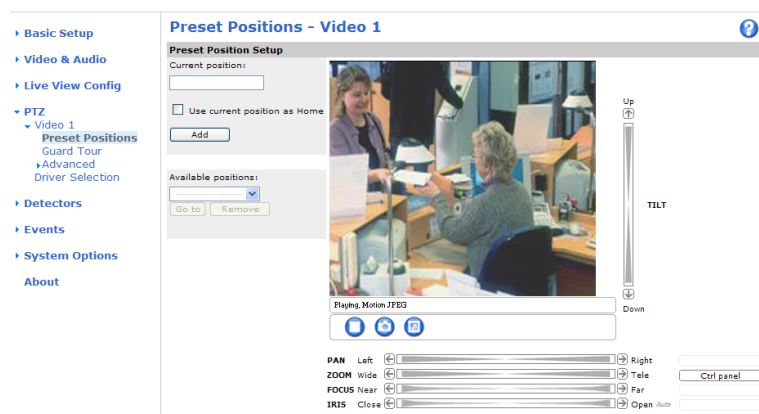 Preset Positions - Video 1
?
Basic Setup
Video & Audio
Live View Config
PTZ
Video 1
Preset Positions
Guard Tour
Advanced
Driver Selection
Detectors
Events
System Options
About
Preset Position Setup
Current position:
Use current position as Home
Add
Available positions:
Go to Remove
Up
TILT
Down
Playing, Motion JPEG
PAN Left Right
ZOOM Wide Tele Ctrl panel
FOCUS Near Far
IRIS Close Open Auto